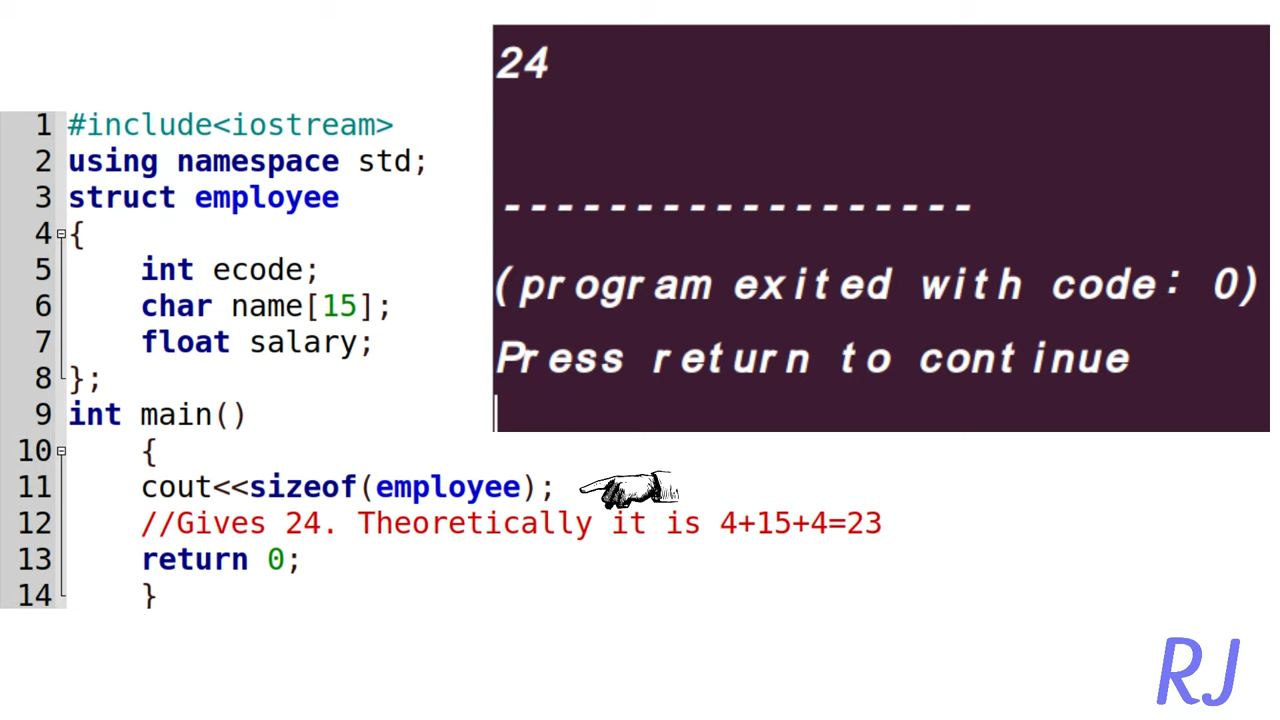 24
------------------
(program exited with code: 0)
Press return to continue
1 #include<iostream>
2 using namespace std;
3 struct employee
4 {
5 int ecode;
6 char name[15];
7 float salary;
8 };
9 int main()
10 {
11 cout<<sizeof(employee);
12 //Gives 24. Theoretically it is 4+15+4=23
13 return 0;
14 }
RJ